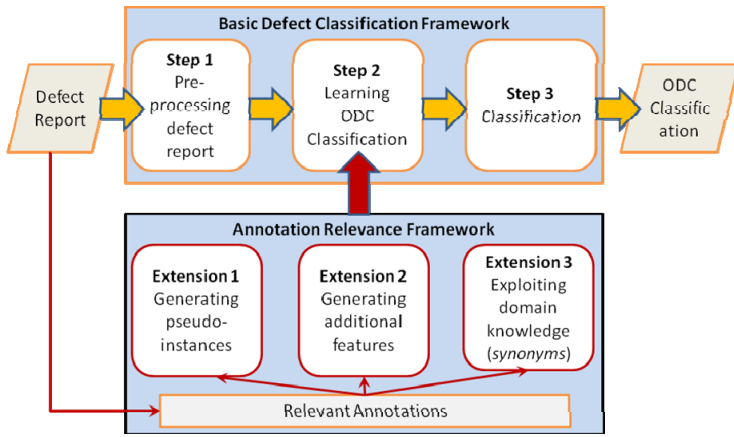 Basic Defect Classification Framework
Defect
Report
Step 1
Pre-
processing
defect
report
Step 2
Learning
ODC
Classification
Step 3
Classification
ODC
Classific
ation
Annotation Relevance Framework
Extension 1
Generating
pseudo-
instances
Extension 2
Generating
additional
features
Extension 3
Exploiting
domain
knowledge
(synonyms)
Relevant Annotations